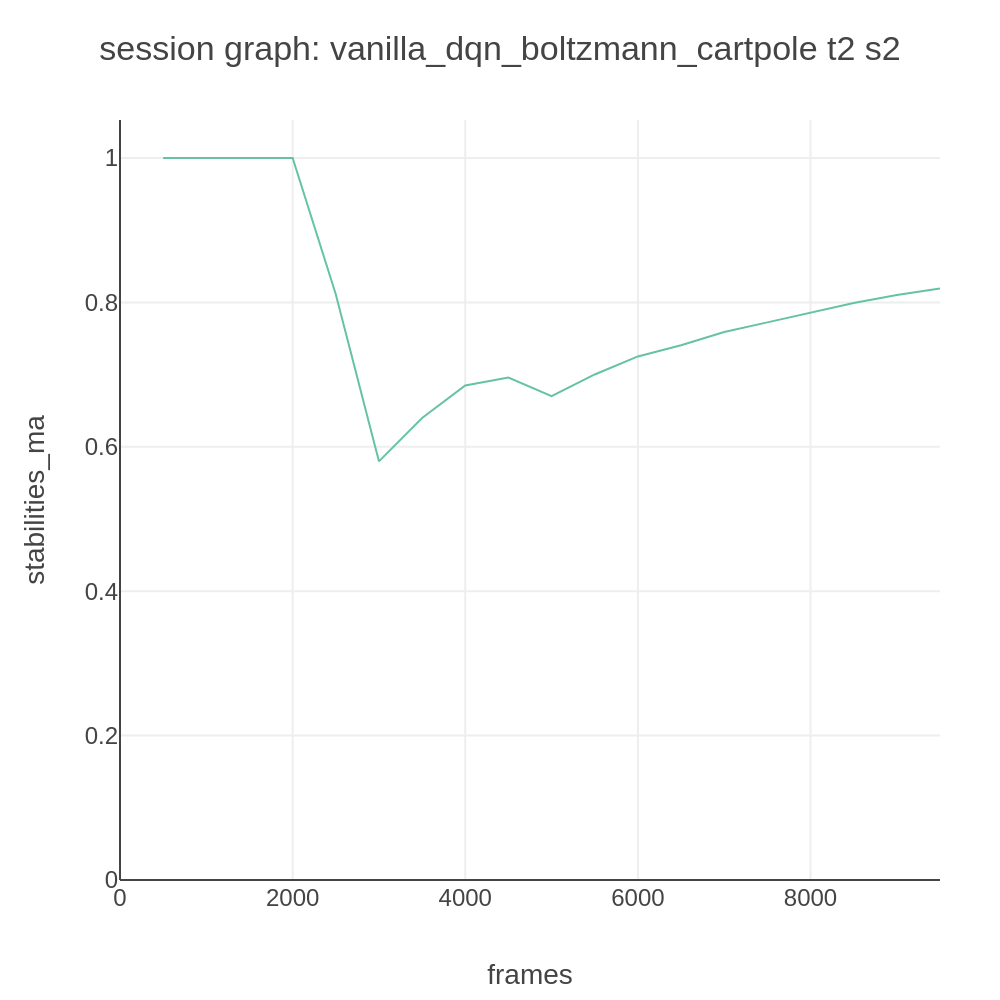 session graph: vanilla_dqn_boltzmann_cartpole t2 s2
1
0.8
0.6
0.4
0.2
0
stabilities_ma
0 2000 4000 6000 8000
frames